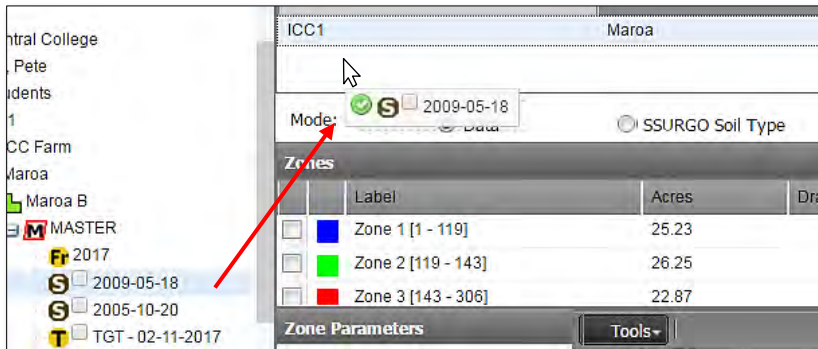 ntral College
, Pete
udents
1
CC Farm
Maroa
Maroa B
M MASTER
Fr 2017
S 2009-05-18
S 2005-10-20
T TGT - 02-11-2017
ICC1 Maroa
S 2009-05-18
Mode: Data SSURGO Soil Type
Zones
Label Acres Dra
Zone 1 [1 - 119] 25.23
Zone 2 [119 - 143] 26.25
Zone 3 [143 - 306] 22.87
Zone Parameters Tools